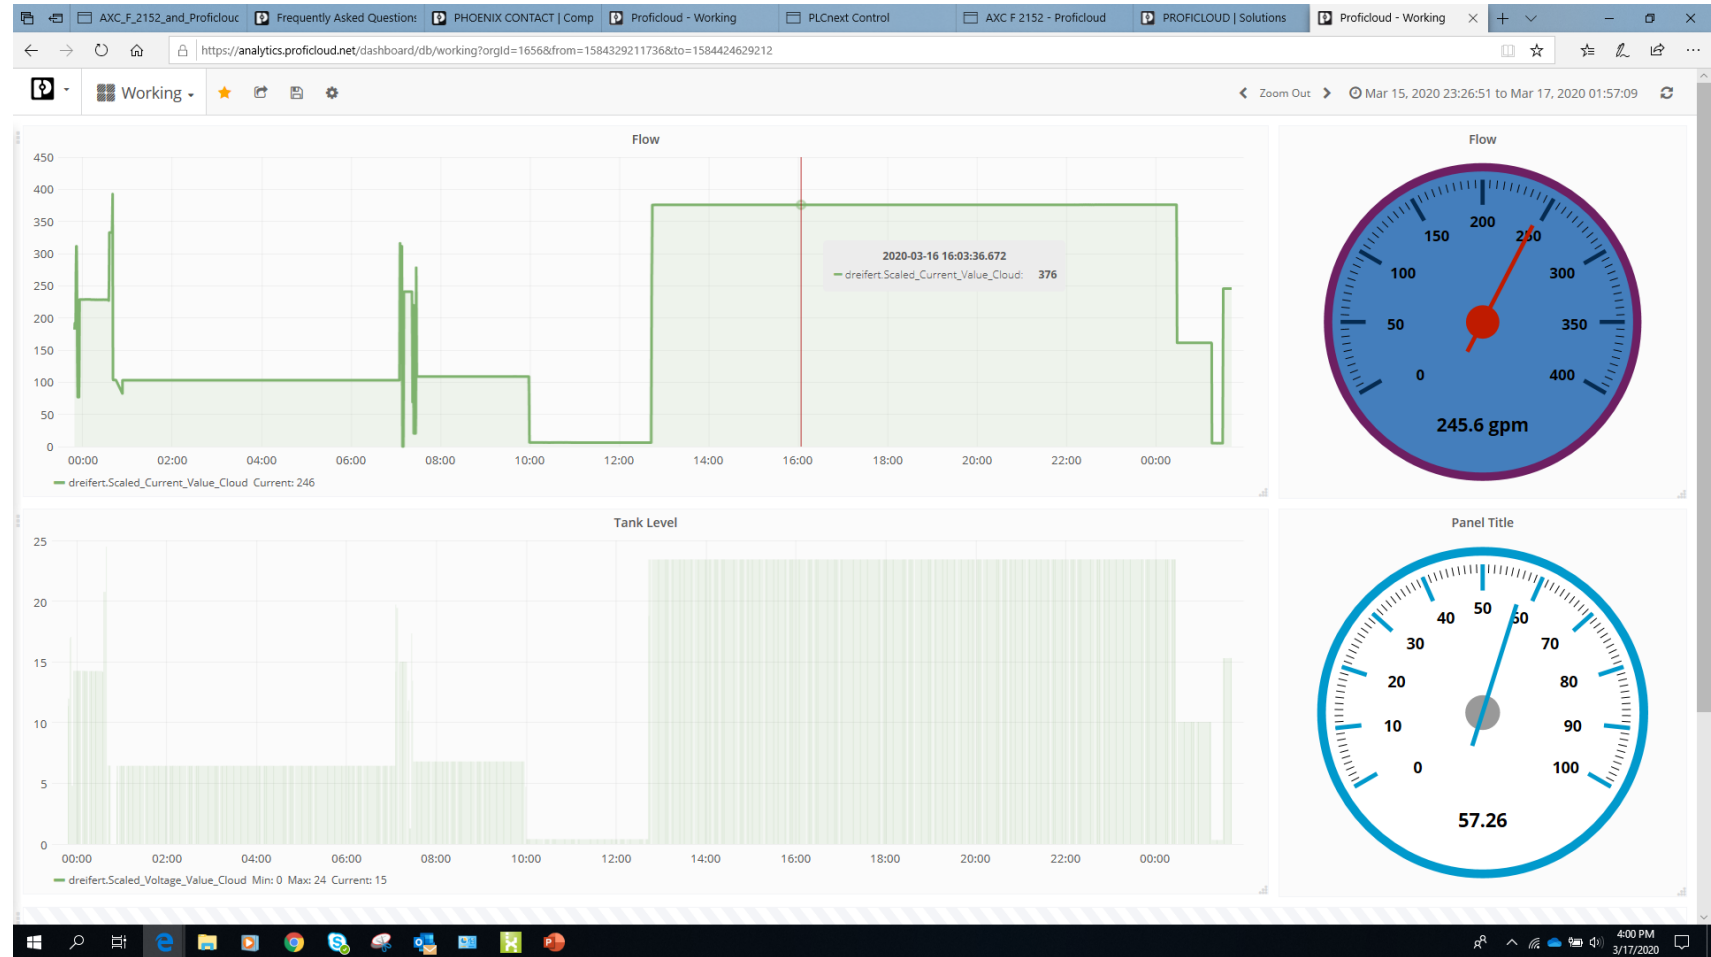 AXC_F_2152_and_Proficlouc
Frequently Asked Questions
PHOENIX CONTACT | Comp
Proficloud - Working
PLCnext Control
AXC F 2152 - Proficloud
PROFICLOUD | Solutions
Proficloud - Working
https://analytics.proficloud.net/dashboard/db/working?orgId=1656&from=1584329211736&to=1584424629212
Working
Zoom Out
Mar 15, 2020 23:26:51 to Mar 17, 2020 01:57:09
Flow
450
400
350
300
250
200
150
100
50
0
00:00 02:00 04:00 06:00 08:00 10:00 12:00 14:00 16:00 18:00 20:00 22:00 00:00
2020-03-16 16:03:36.672
dreifert.Scaled_Current_Value_Cloud: 376
dreifert.Scaled_Current_Value_Cloud Current: 246
Flow
0 50 100 150 200 250 300 350 400
245.6 gpm
Tank Level
25
20
15
10
5
0
00:00 02:00 04:00 06:00 08:00 10:00 12:00 14:00 16:00 18:00 20:00 22:00 00:00
dreifert.Scaled_Voltage_Value_Cloud Min: 0 Max: 24 Current: 15
Panel Title
0 10 20 30 40 50 60 70 80 90 100
57.26
4:00 PM
3/17/2020